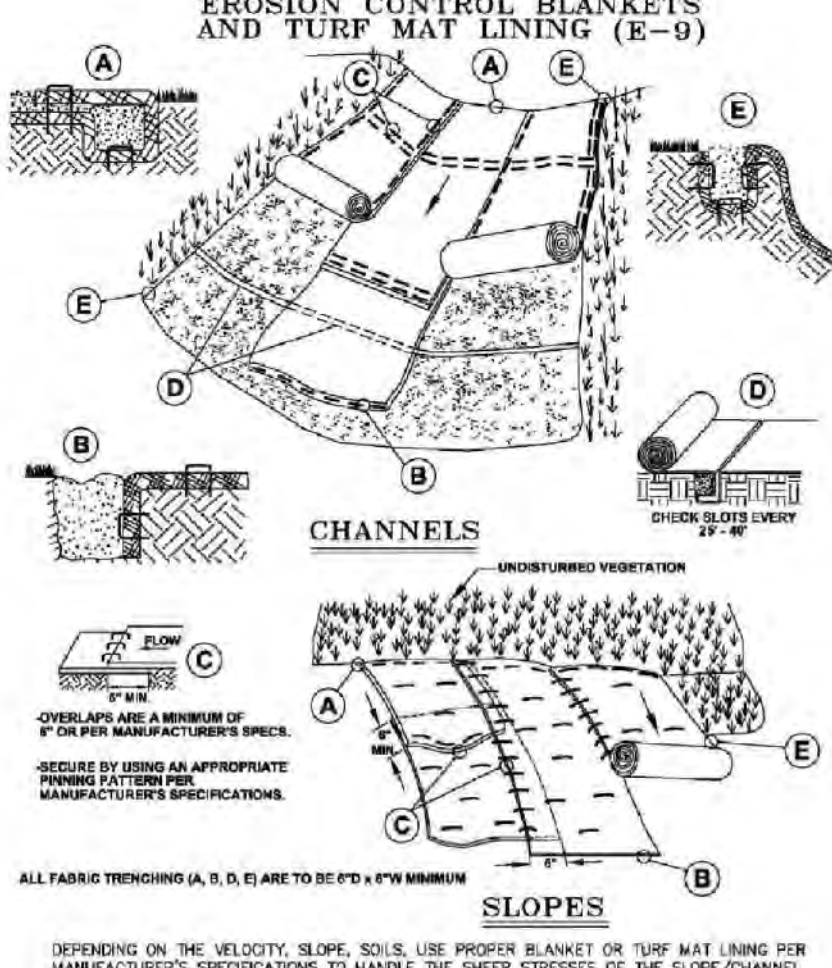 EROSION CONTROL BLANKETS
AND TURF MAT LINING (E-9)
A
C
A
E
E
E
D
D
B
B
CHECK SLOTS EVERY
25' - 40'
CHANNELS
UNDISTURBED VEGETATION
FLOW
C
6" MIN.
A
6"
MIN.
E
-OVERLAPS ARE A MINIMUM OF
6" OR PER MANUFACTURER'S SPECS.
-SECURE BY USING AN APPROPRIATE
PINNING PATTERN PER
MANUFACTURER'S SPECIFICATIONS.
C
6"
B
ALL FABRIC TRENCHING (A, B, D, E) ARE TO BE 6"D x 6"W MINIMUM
SLOPES
DEPENDING ON THE VELOCITY, SLOPE, SOILS, USE PROPER BLANKET OR TURF MAT LINING PER
MANUFACTURER'S SPECIFICATIONS TO HANDLE THE SHEER STRESSES OF THE SLOPE/CHANNEL